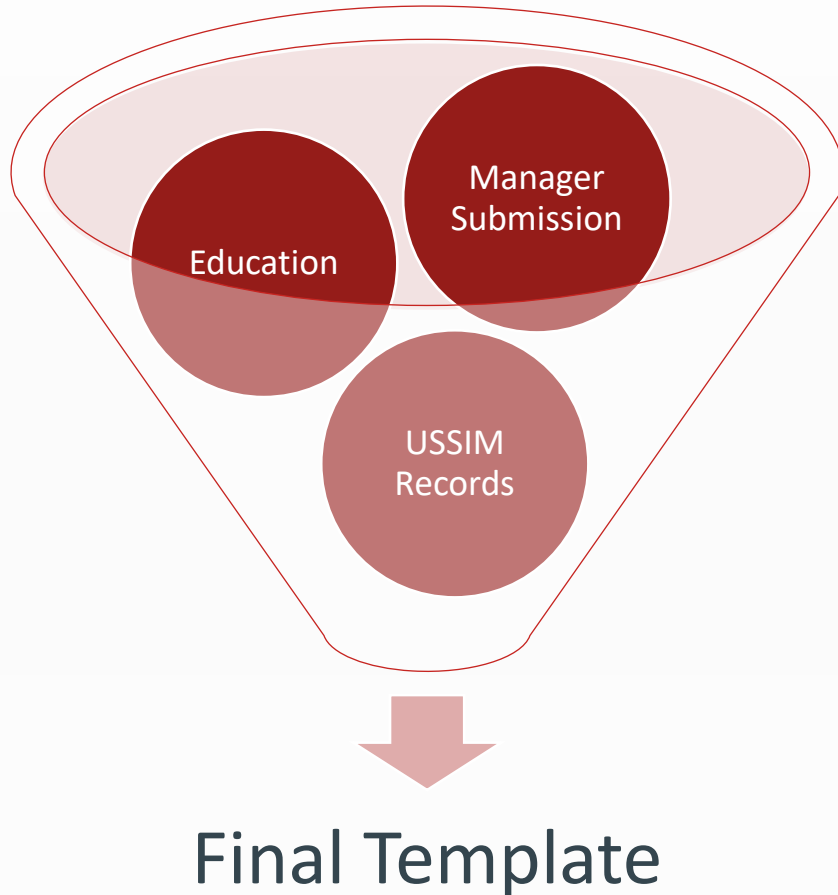 Manager
Submission
Education
USSIM
Records
Final Template